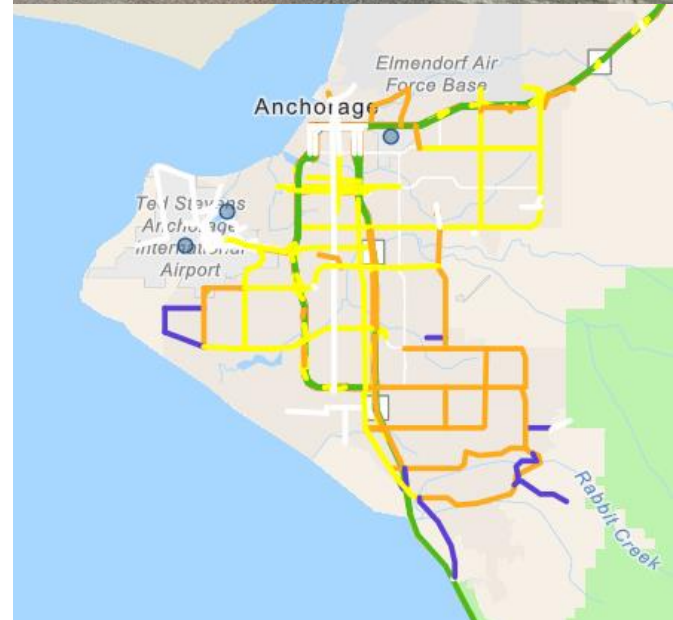 Elmendorf Air
Force Base
Anchorage
Ted Stevens
Anchorage
International
Airport
Rabbit Creek